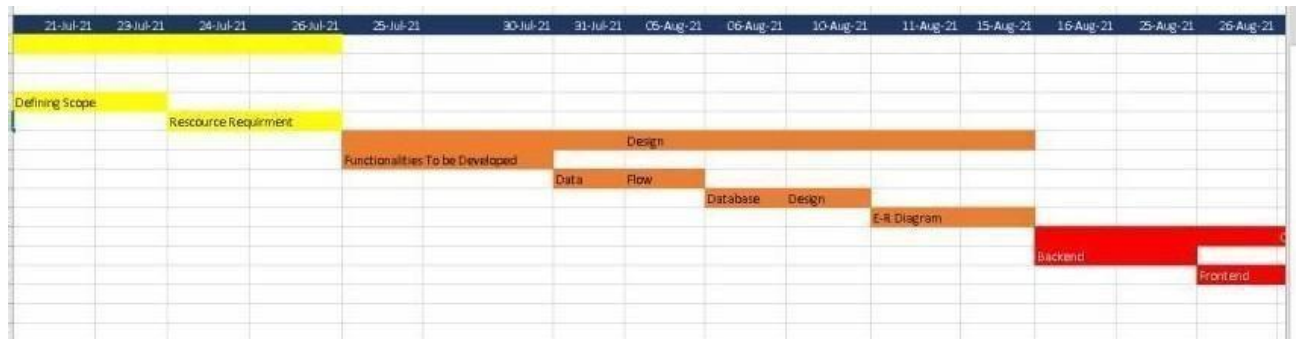 21-Jul-21 23-Jul-21 24-Jul-21 26-Jul-21 25-Jul-21 30-Jul-21 31-Jul-21 05-Aug-21 06-Aug-21 10-Aug-21 11-Aug-21 15-Aug-21 16-Aug-21 25-Aug-21 26-Aug-21
Defining Scope
Rescource Requirment
Design
Functionalities To be Developed
Data Flow
Database Design
E-R Diagram
Backend
Frontend